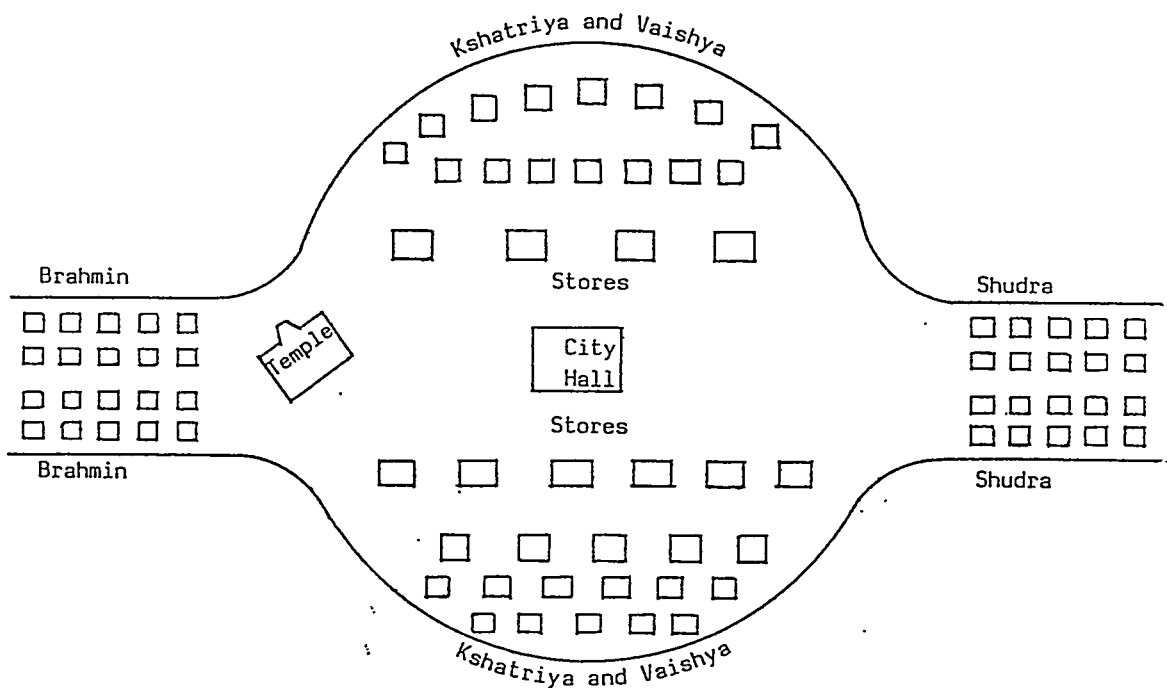 Kshatriya and Vaishya
Brahmin
Shudra
Stores
Temple
City
Hall
Stores
Brahmin
Shudra
Kshatriya and Vaishya